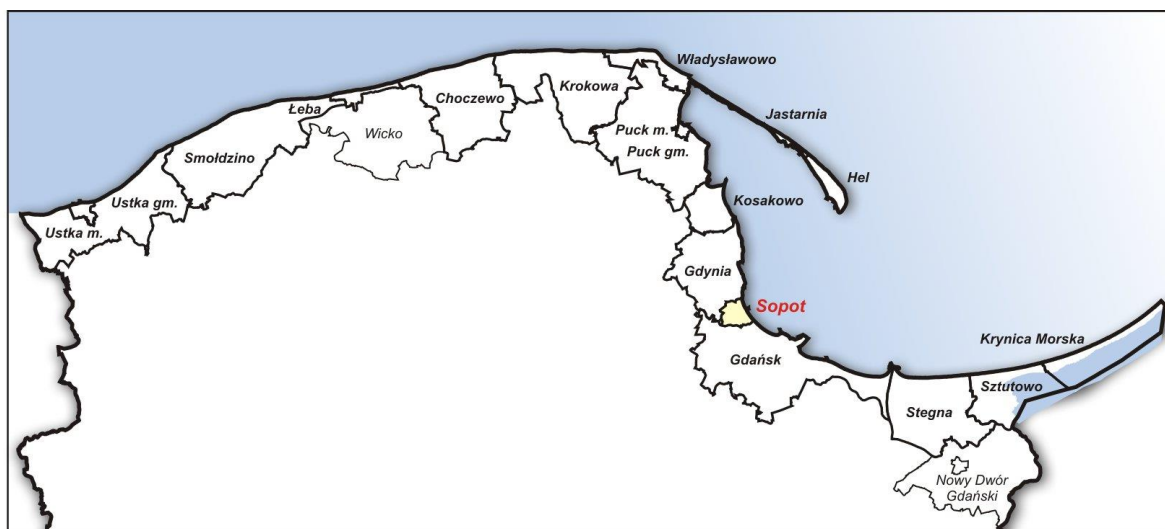 Władysławowo
Krokowa
Choczewo
Łeba
Jastarnia
Wicko
Puck m.
Puck gm.
Smołdzino
Hel
Kosakowo
Ustka gm.
Ustka m.
Gdynia
Sopot
Krynica Morska
Gdańsk
Sztutowo
Stegna
Nowy Dwór
Gdański